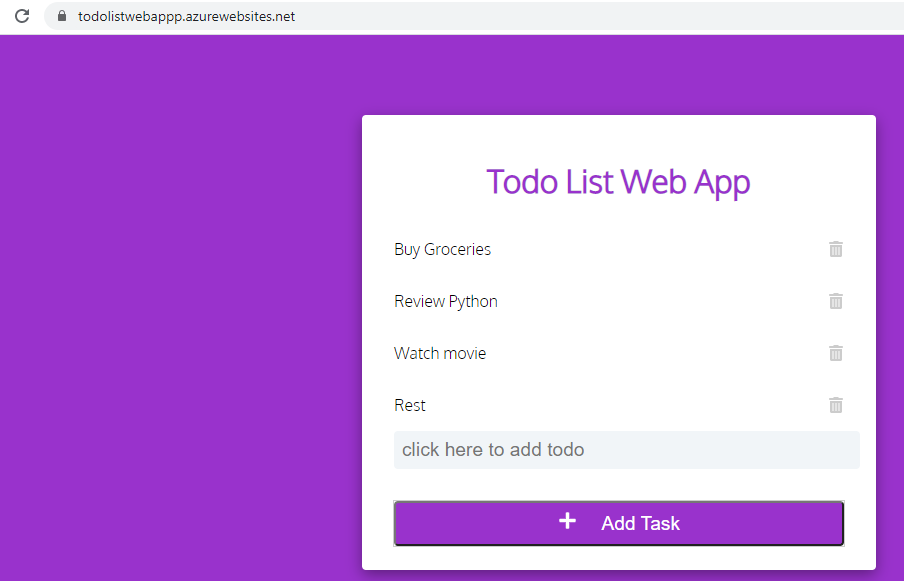 todolistwebappp.azurewebsites.net
Todo List Web App
Buy Groceries
Review Python
Watch movie
Rest
click here to add todo
Add Task